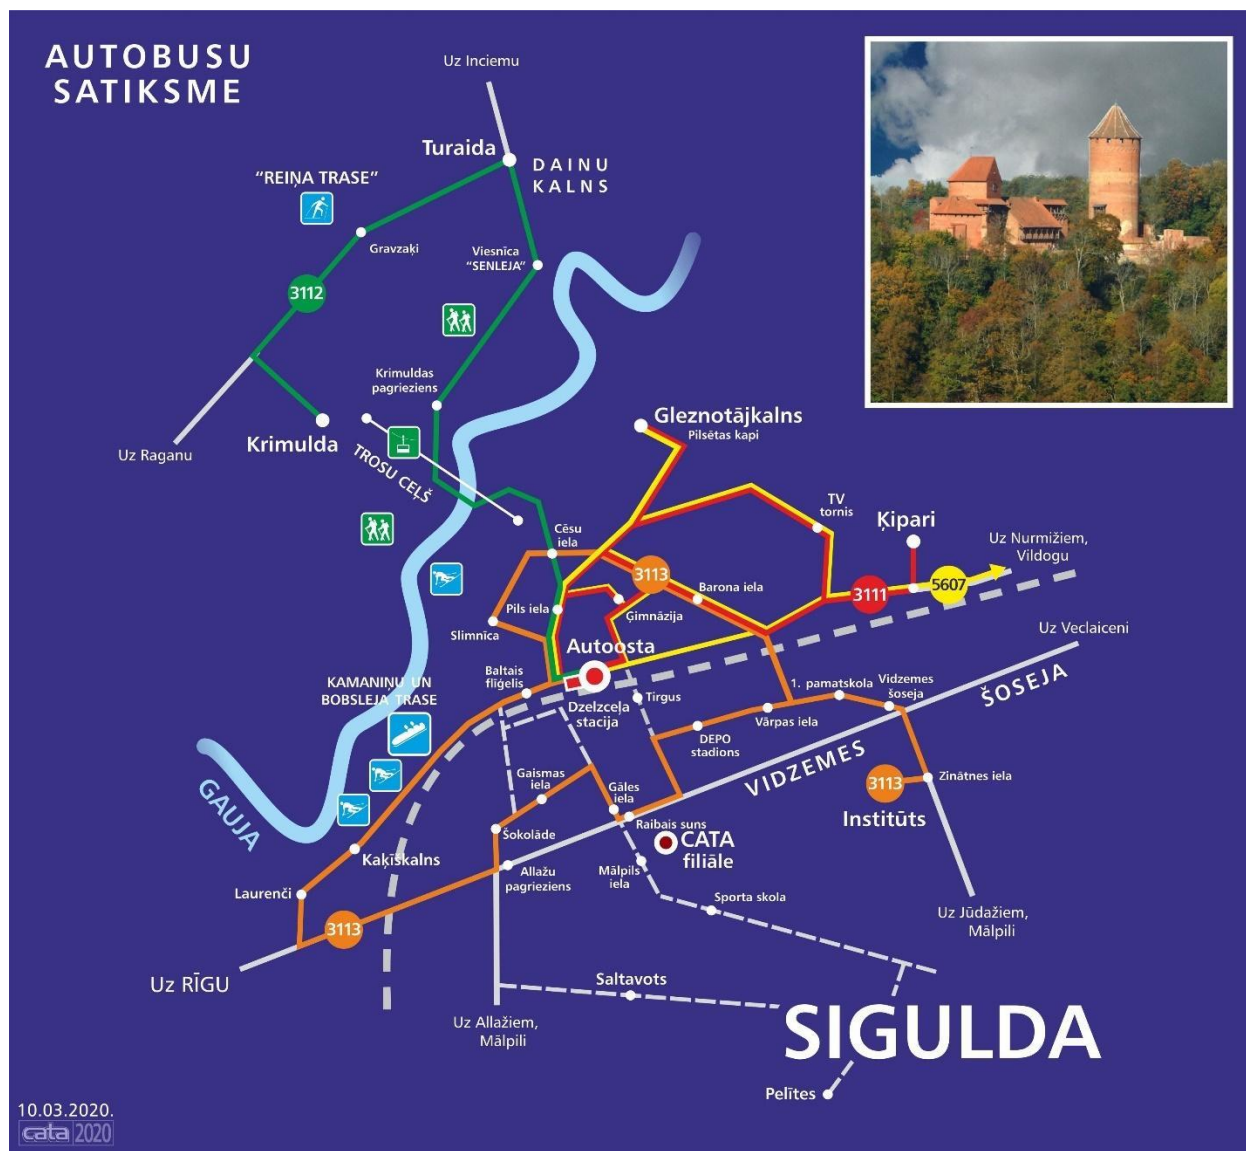 AUTOBUSU
SATIKSME
Uz Inciemu
Turaida
DAINU
KALNS
"REIŅA TRASE"
Gravzaķi
Viesnīca
"SENLEJA"
3112
Krimuldas
pagrieziens
Krimulda
Uz Raganu
TROSU CEĻŠ
Gleznotājkalns
Pilsētas kapi
TV
tornis
Ķipari
Uz Nurmižiem,
Vildogu
Cēsu
iela
3113
Barona iela
3111
5607
Pils iela
Ģimnāzija
Slimnīca
Uz Veclaiceni
Autoosta
Baltais
flīģelis
KAMANIŅU UN
BOBSLEJA TRASE
1. pamatskola
Vidzemes
šoseja
ŠOSEJA
Dzelzceļa
stacija
Tirgus
Vārpas iela
DEPO
stadions
VIDZEMES
Gaismas
iela
Gāles
iela
Zinātnes iela
3113
Institūts
GAUJA
Šokolāde
Raibais suns
CATA
filiāle
Kaķīškalns
Allažu
pagrieziens
Mālpils
iela
Laurenči
Sporta skola
Uz Jūdažiem,
Mālpili
3113
Uz RĪGU
Saltavots
Uz Allažiem,
Mālpili
SIGULDA
Pelītes
10.03.2020.
cata 2020